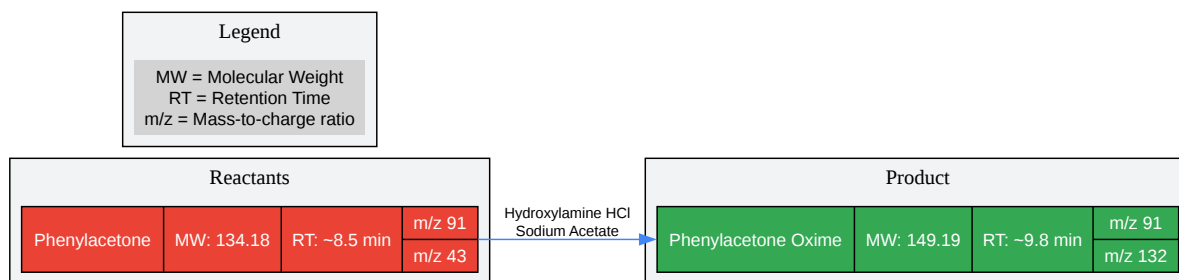 Legend
MW = Molecular Weight
RT = Retention Time
m/z = Mass-to-charge ratio
Reactants
Phenylacetone
MW: 134.18
RT: ~8.5 min
m/z 91
m/z 43
Hydroxylamine HCl
Sodium Acetate
Product
Phenylacetone Oxime
MW: 149.19
RT: ~9.8 min
m/z 91
m/z 132